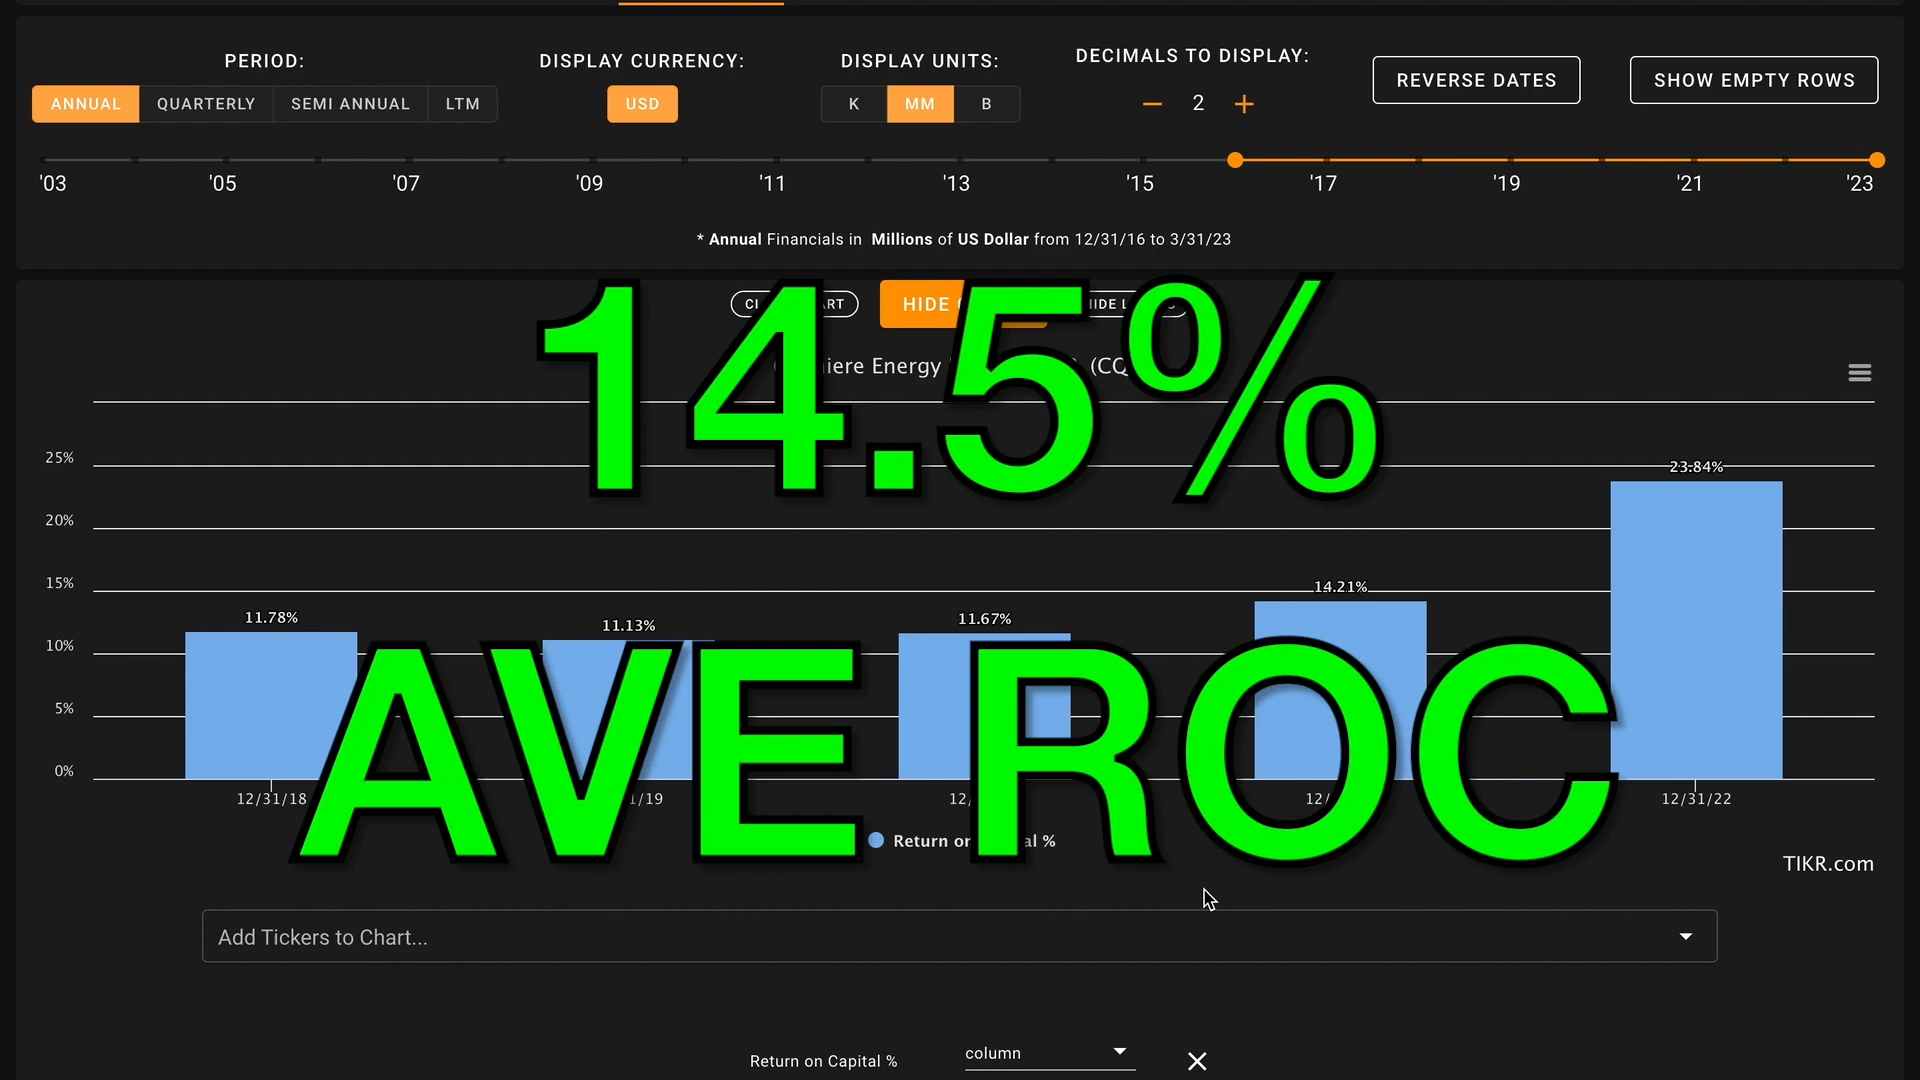 PERIOD: DISPLAY CURRENCY: DISPLAY UNITS: DECIMALS TO DISPLAY:
ANNUAL QUARTERLY SEMI ANNUAL LTM USD K MM B 2 REVERSE DATES SHOW EMPTY ROWS
'03 '05 '07 '09 '11 '13 '15 '17 '19 '21 '23
* Annual Financials in Millions of US Dollar from 12/31/16 to 3/31/23
HIDE
14.5%
Energy
25%
23.84%
20%
15%
14.21%
11.78%
11.13%
11.67%
10%
5%
0%
AVE ROC
12/31/18
12/31/22
Return
%
TIKR.com
Add Tickers to Chart...
Return on Capital % column